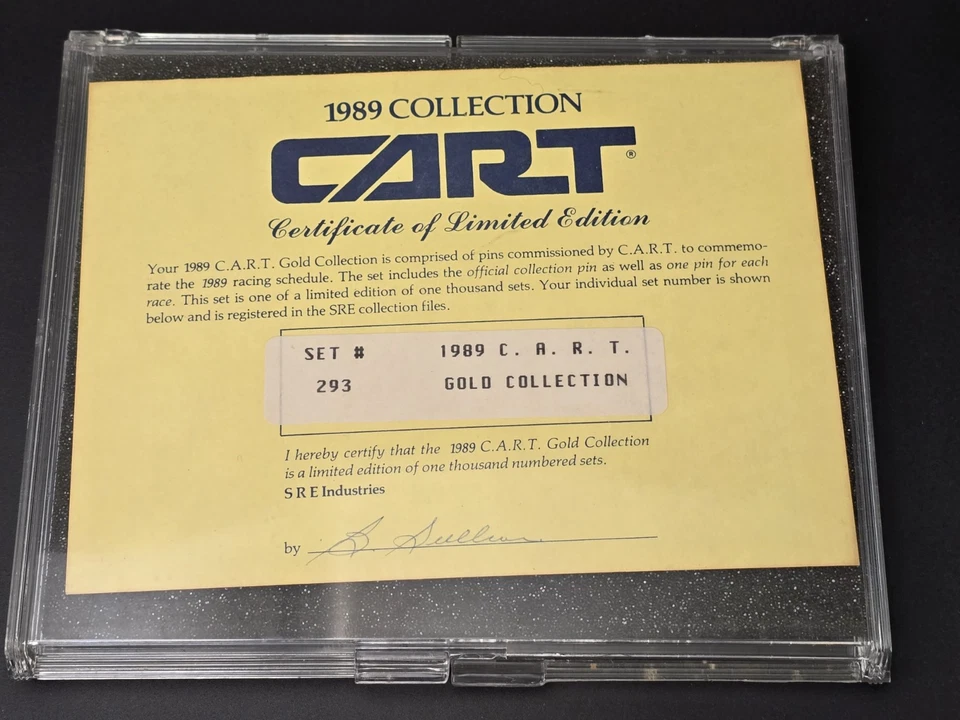 1989 COLLECTION
CART®
Certificate of Limited Edition
Your 1989 C.A.R.T. Gold Collection is comprised of pins commissioned by C.A.R.T. to commemo-
rate the 1989 racing schedule. The set includes the official collection pin as well as one pin for each
race. This set is one of a limited edition of one thousand sets. Your individual set number is shown
below and is registered in the SRE collection files.
SET # 1989 C. A. R. T.
293 GOLD COLLECTION
I hereby certify that the 1989 C.A.R.T. Gold Collection
is a limited edition of one thousand numbered sets.
S R E Industries
by